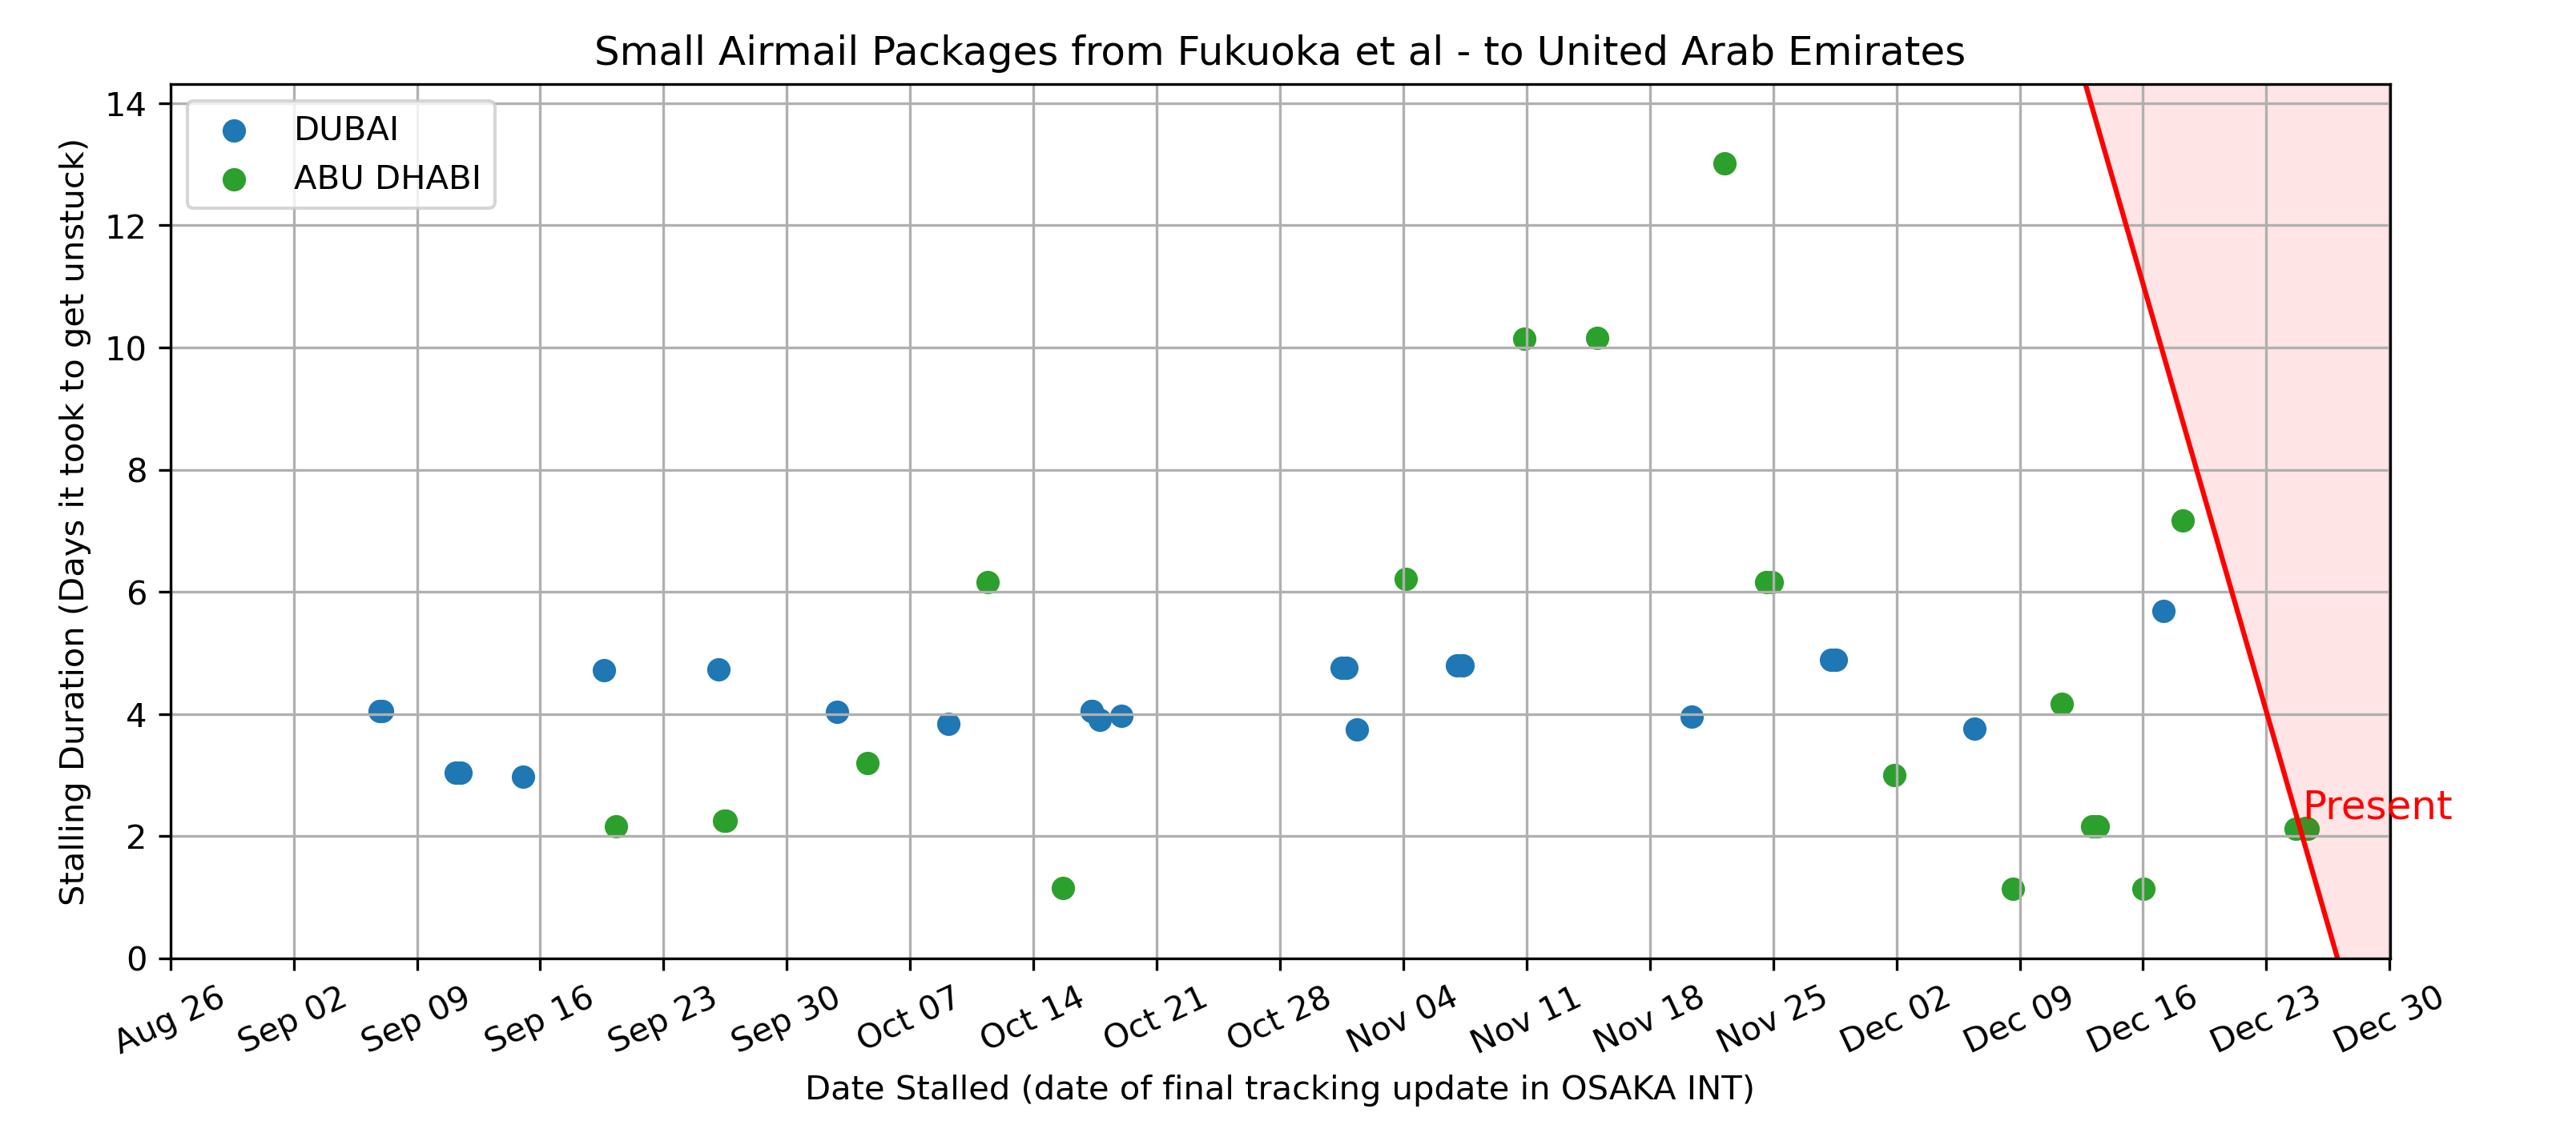 Small Airmail Packages from Fukuoka et al - to United Arab Emirates
DUBAI
ABU DHABI
Stalling Duration (Days it took to get unstuck)
14
12
10
8
6
4
2
0
Present
Aug 26
Sep 02
Sep 09
Sep 16
Sep 23
Sep 30
Oct 07
Oct 14
Oct 21
Oct 28
Nov 04
Nov 11
Nov 18
Nov 25
Dec 02
Dec 09
Dec 16
Dec 23
Dec 30
Date Stalled (date of final tracking update in OSAKA INT)